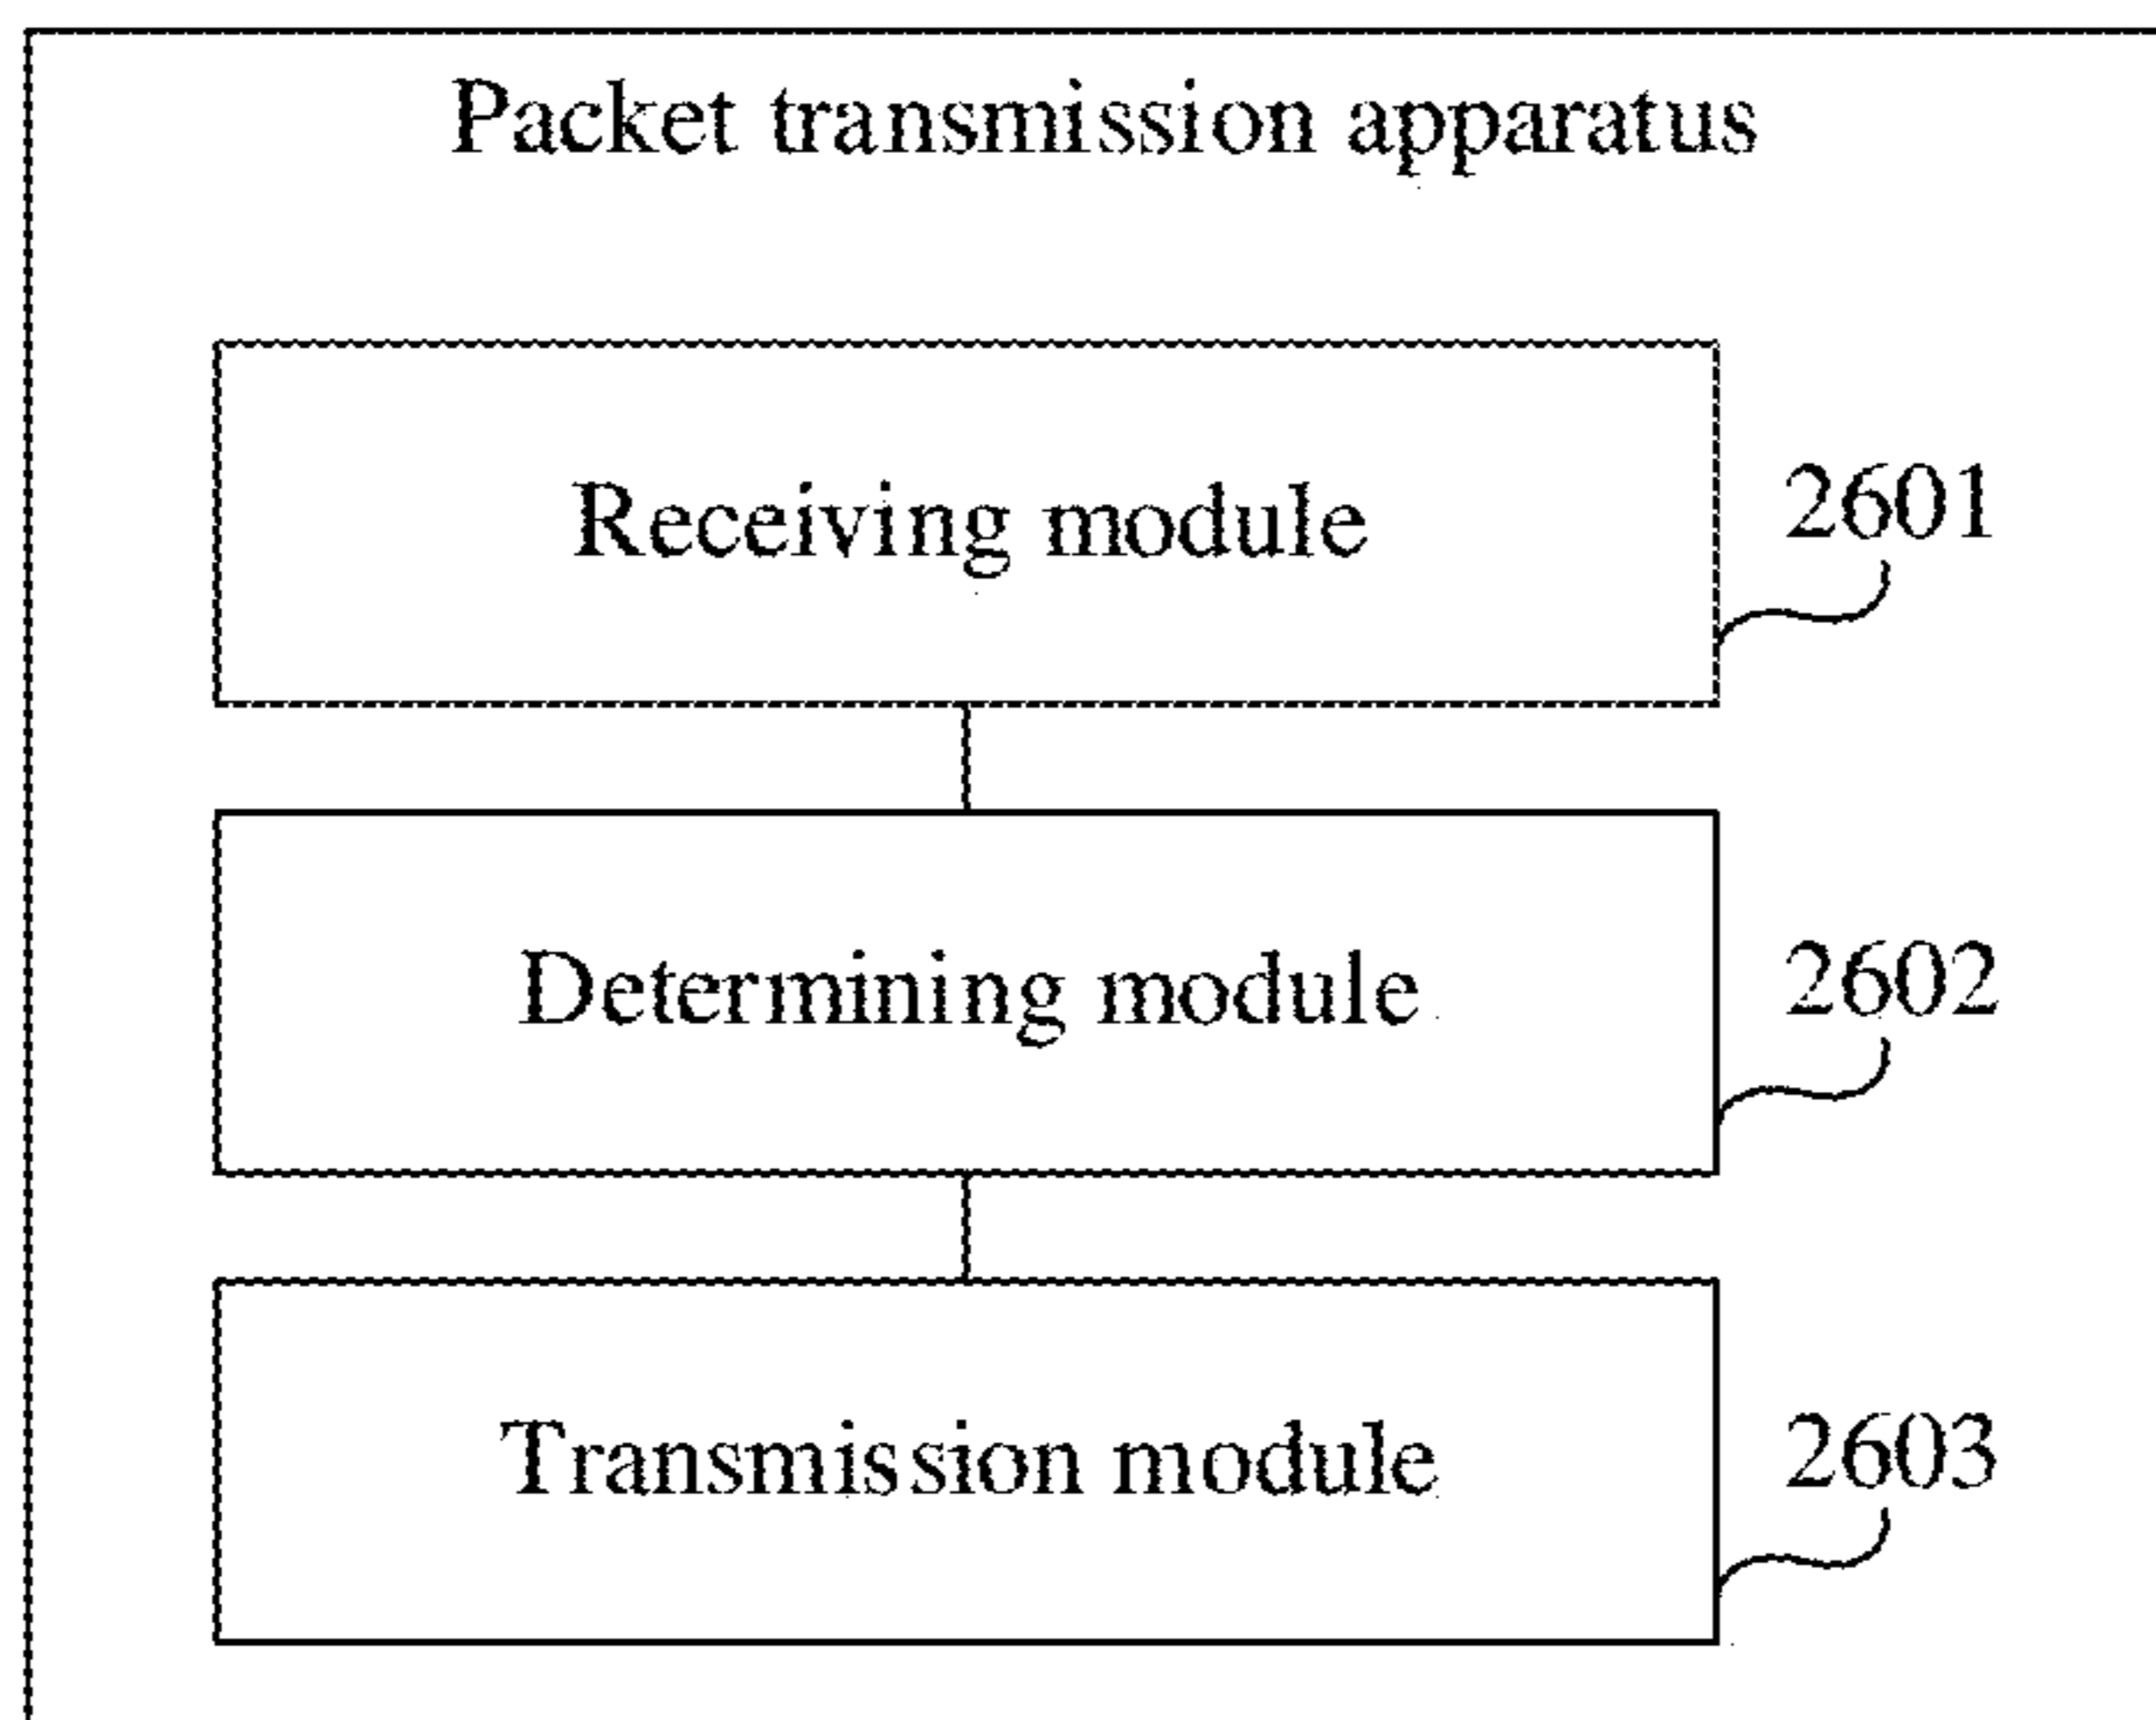 Packet transmission apparatus
Receiving module
2601
Determining module
2602
Transmission module
2603